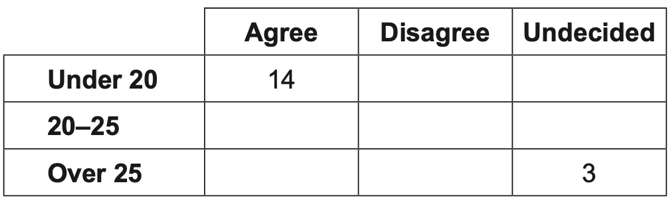 Agree Disagree Undecided
Under 20 14
20–25
Over 25 3